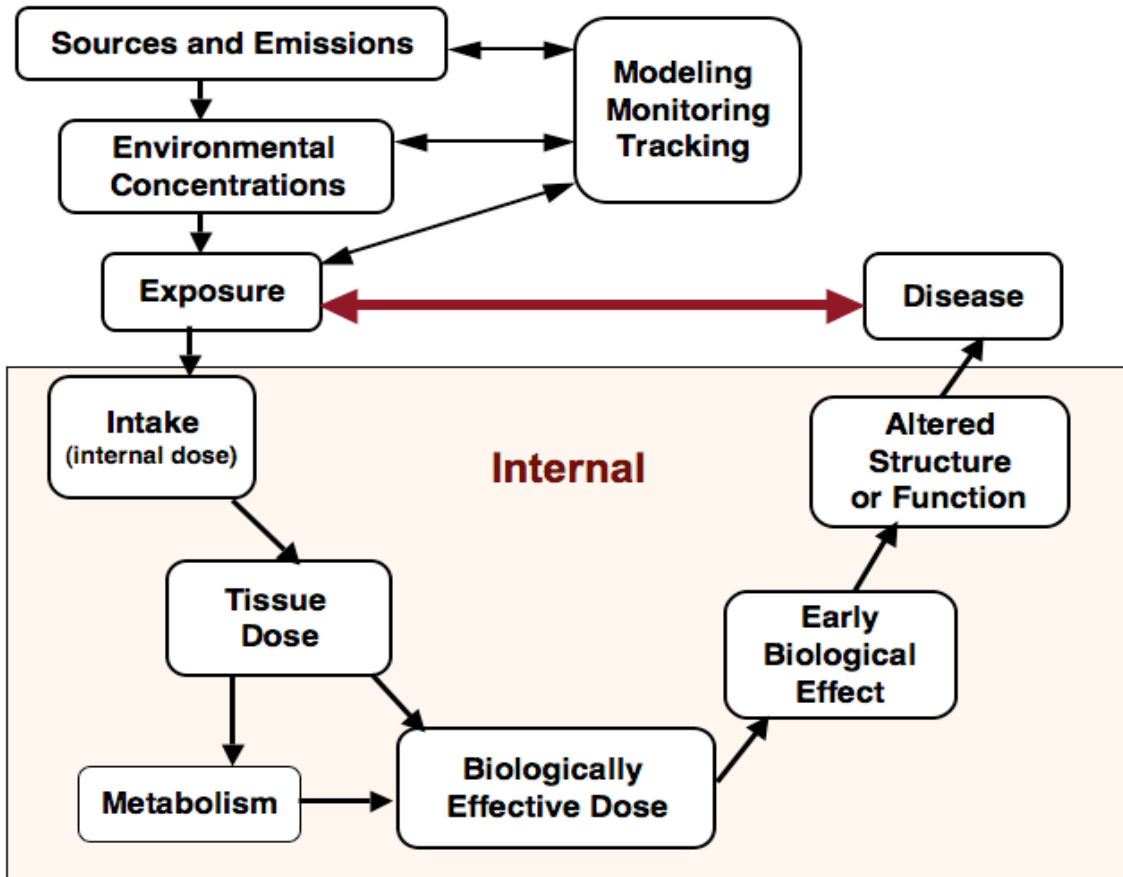 Sources and Emissions
Modeling
Monitoring
Tracking
Environmental
Concentrations
Exposure
Disease
Intake
(internal dose)
Internal
Altered
Structure
or Function
Tissue
Dose
Early
Biological
Effect
Metabolism
Biologically
Effective Dose